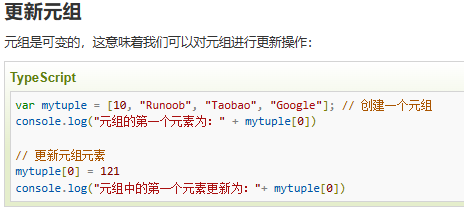 更新元组
元组是可变的，这意味着我们可以对元组进行更新操作：
TypeScript
var mytuple = [10, "Runoob", "Taobao", "Google"]; // 创建一个元组
console.log("元组的第一个元素为：" + mytuple[0])
// 更新元组元素
mytuple[0] = 121
console.log("元组中的第一个元素更新为："+ mytuple[0])